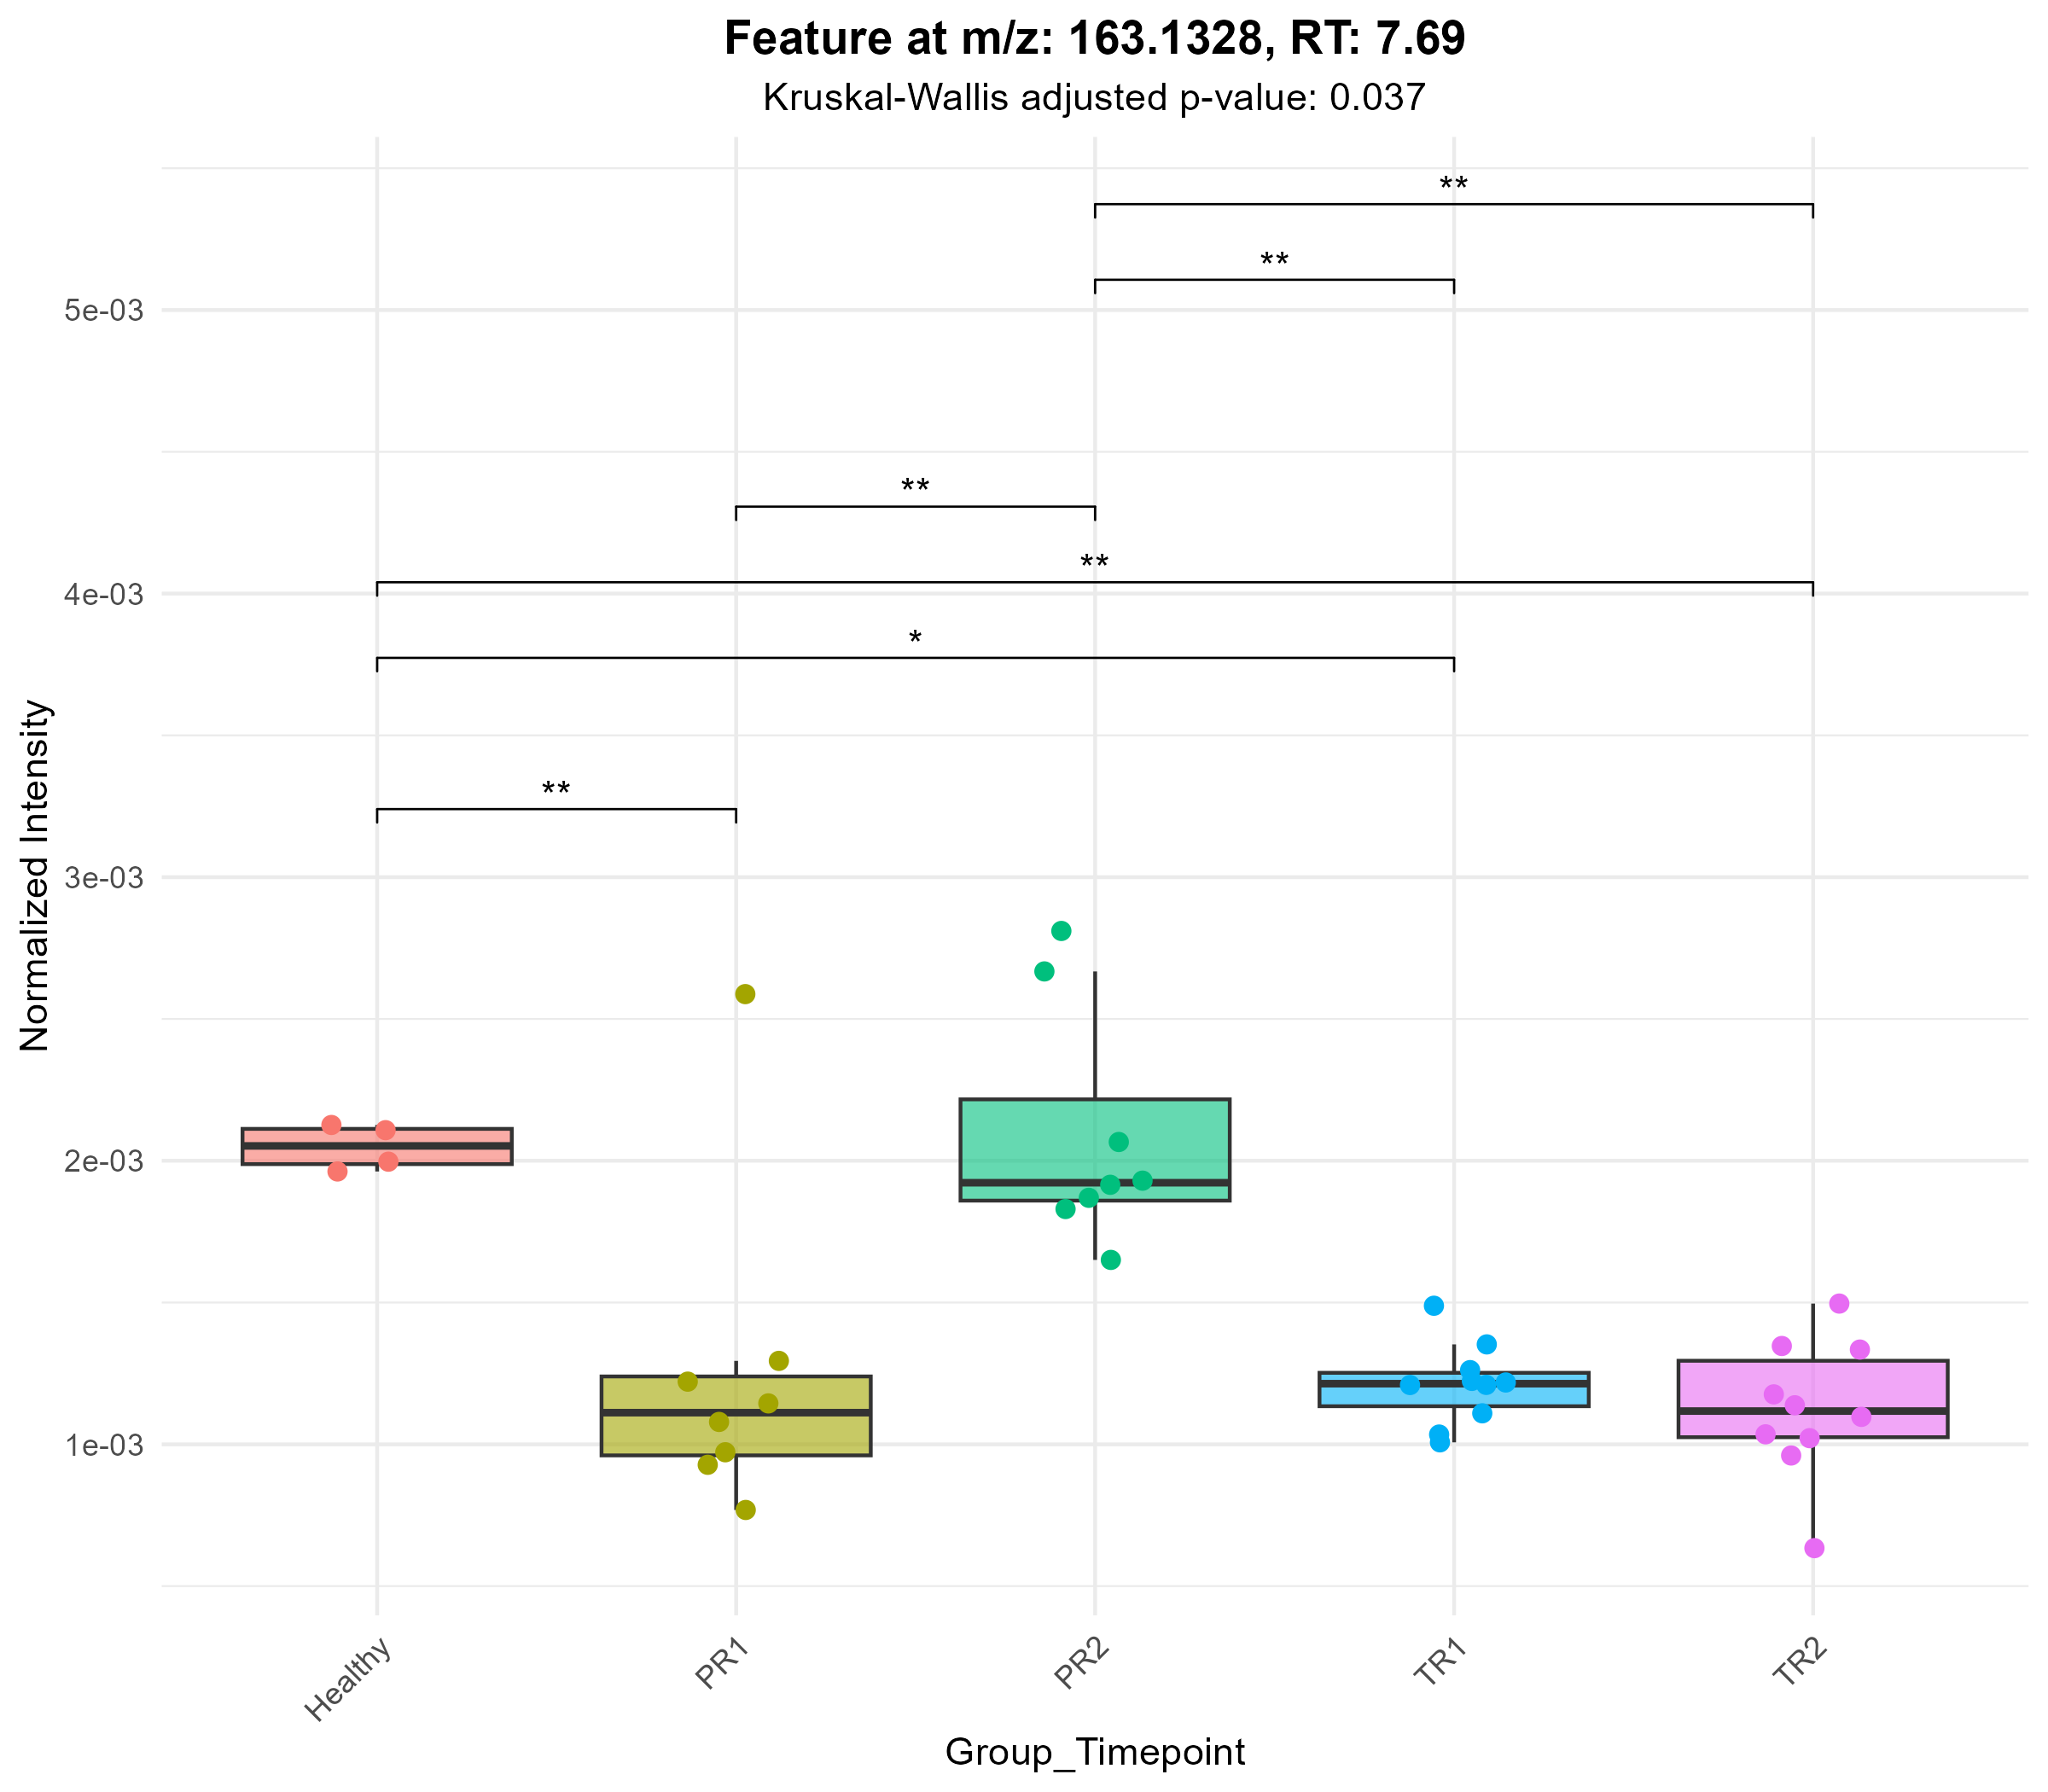 Feature at m/z: 163.1328, RT: 7.69
Kruskal-Wallis adjusted p-value: 0.037
**
**
5e-03
**
**
4e-03
*
**
3e-03
2e-03
1e-03
Normalized Intensity
Healthy
PR1
PR2
TR1
TR2
Group_Timepoint